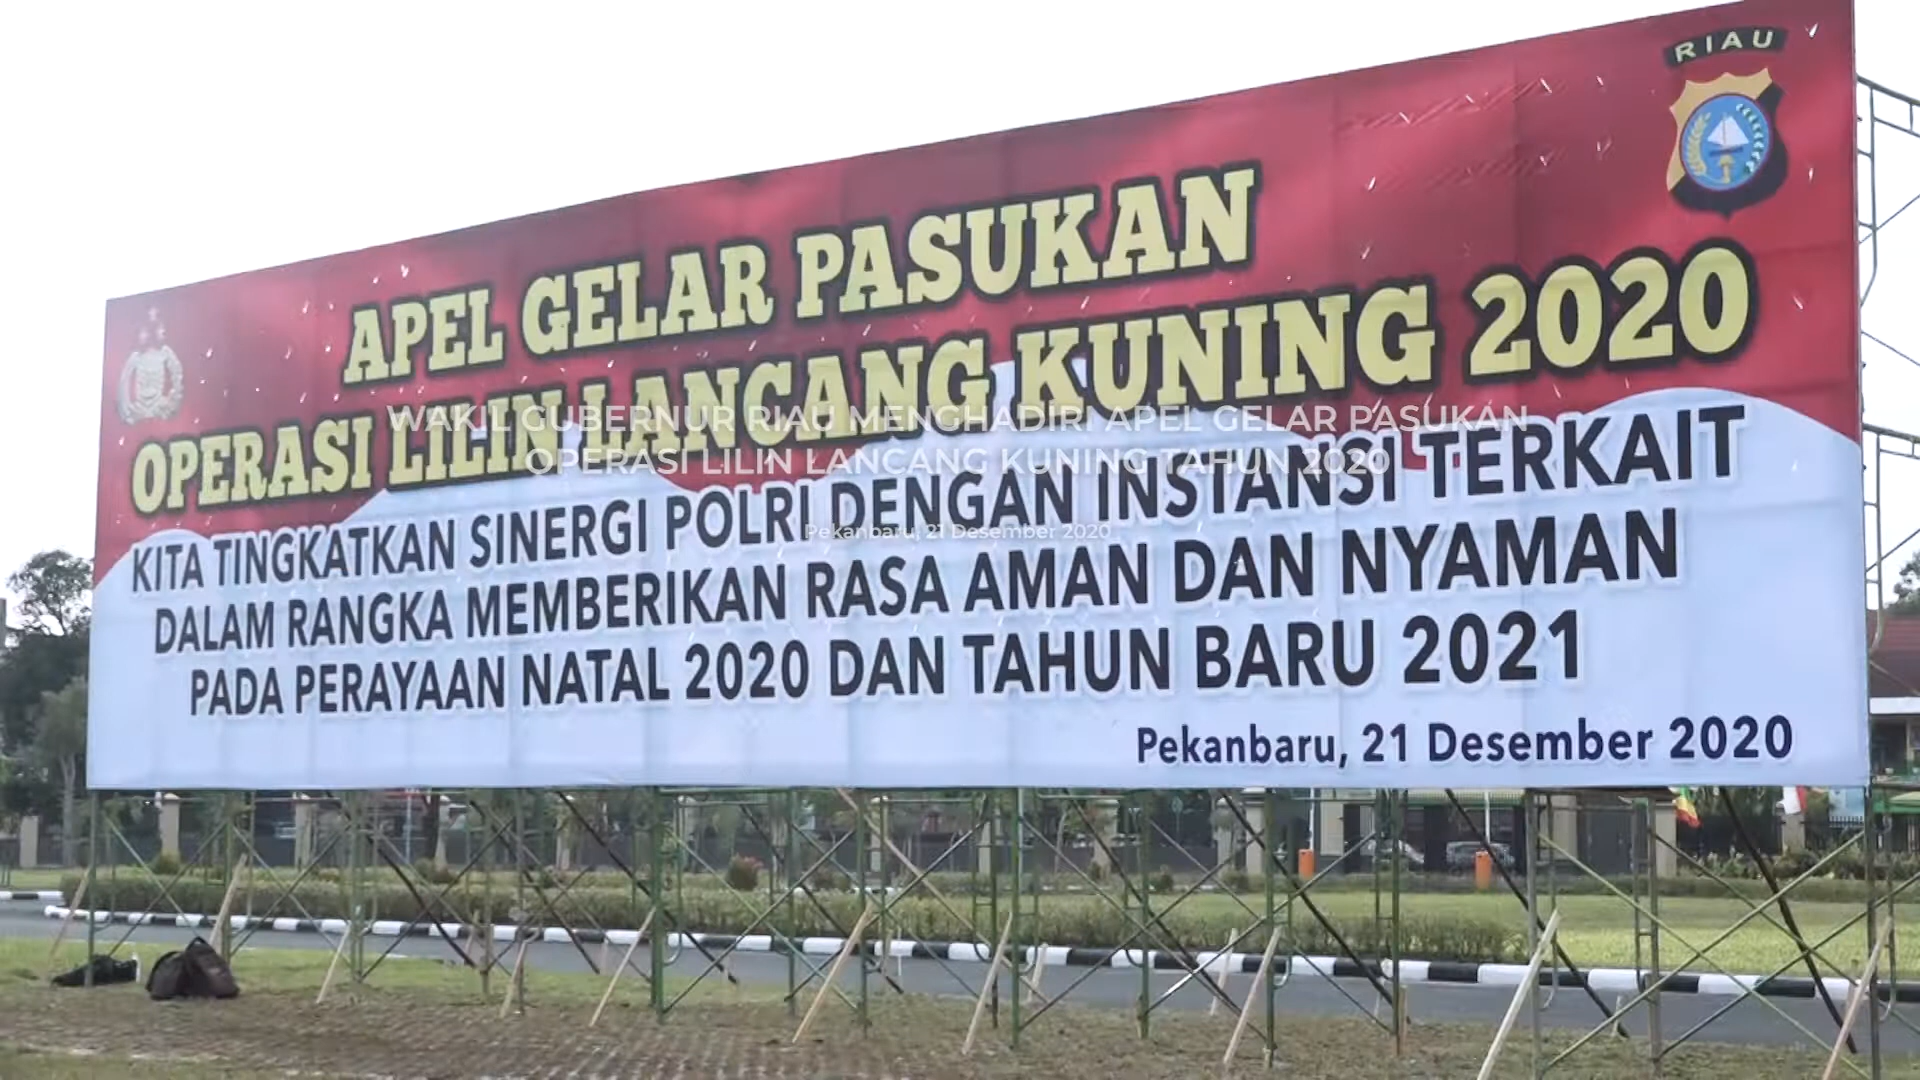 RIAU
APEL GELAR PASUKAN
OPERASI LILIN LANCANG KUNING 2020
KITA TINGKATKAN SINERGI POLRI DENGAN INSTANSI TERKAIT
DALAM RANGKA MEMBERIKAN RASA AMAN DAN NYAMAN
PADA PERAYAAN NATAL 2020 DAN TAHUN BARU 2021
Pekanbaru, 21 Desember 2020
WAKIL GUBERNUR RIAU MENGHADIRI APEL GELAR PASUKAN
OPERASI LILIN LANCANG KUNING TAHUN 2020
Pekanbaru, 21 Desember 2020